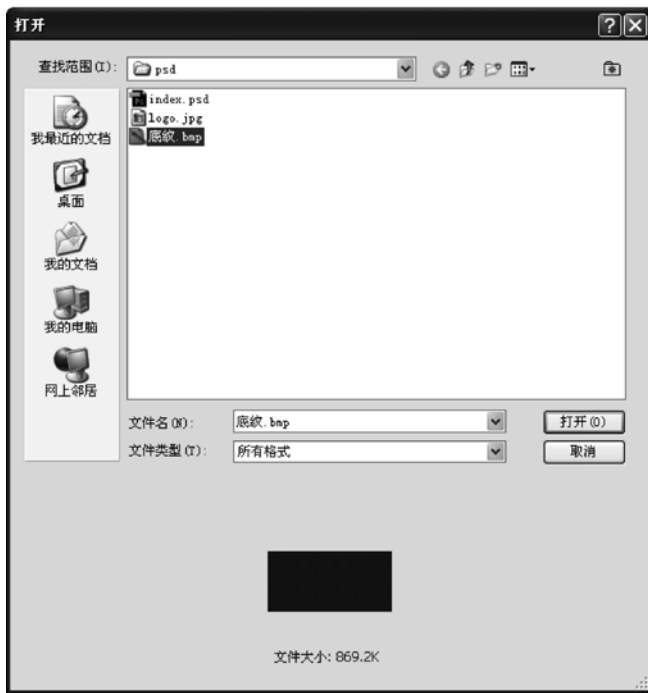 打开
查找范围(I):
psd
index.psd
logo.jpg
底纹.bmp
我最近的文档
桌面
我的文档
我的电脑
网上邻居
文件名(N):
底纹.bmp
打开(O)
文件类型(T):
所有格式
取消
文件大小: 869.2K